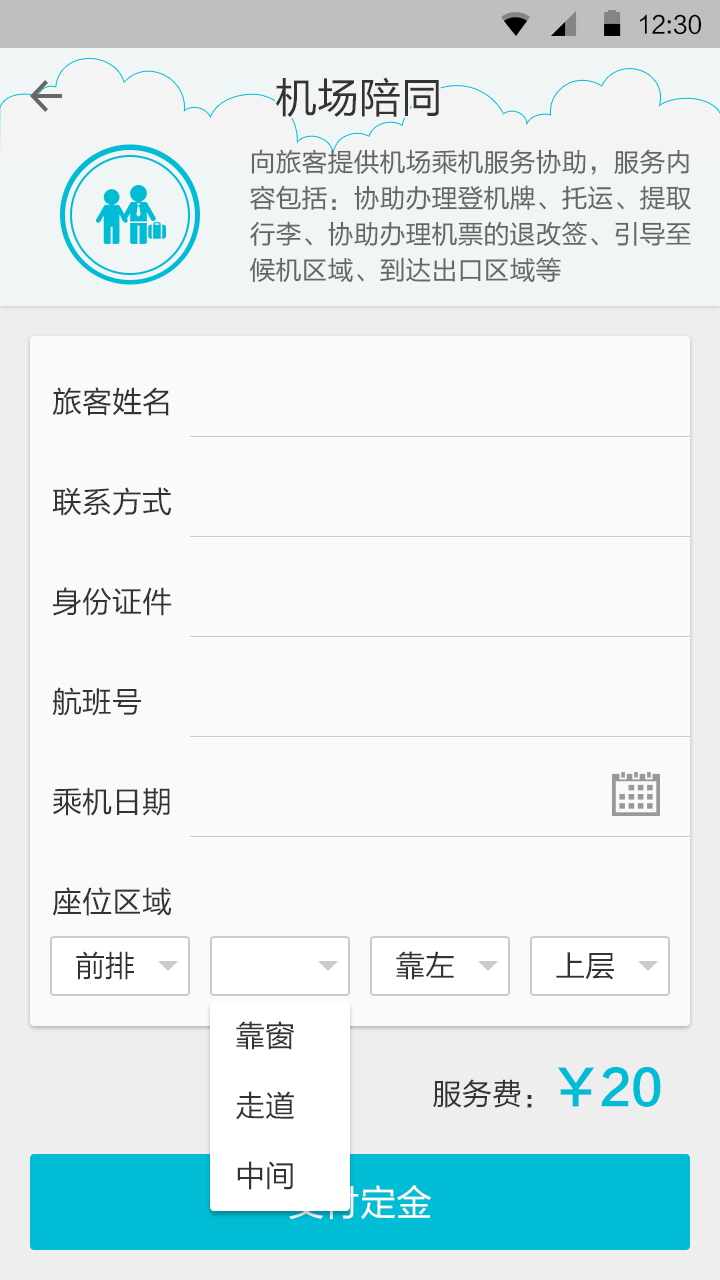 12:30
机场陪同
向旅客提供机场乘机服务协助，服务内
容包括：协助办理登机牌、托运、提取
行李、协助办理机票的退改签、引导至
候机区域、到达出口区域等
旅客姓名
联系方式
身份证件
航班号
乘机日期
座位区域
前排
靠左
上层
靠窗
走道
中间
服务费：￥20
支付定金